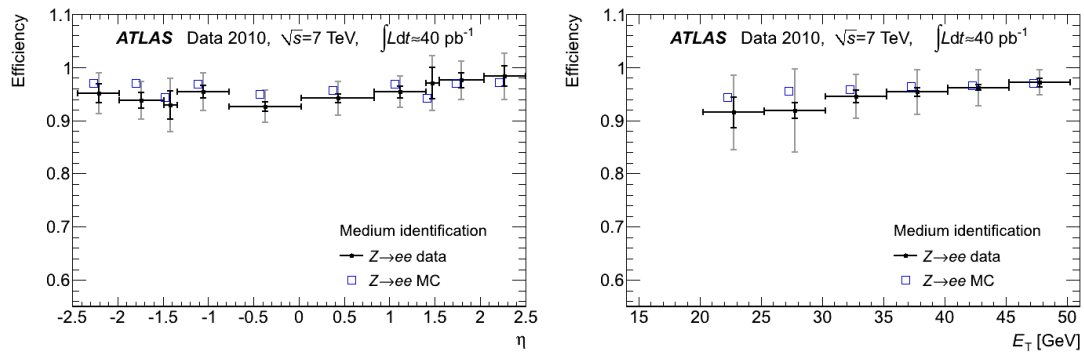 Efficiency
1.1
1
0.9
0.8
0.7
0.6
ATLAS Data 2010, √s=7 TeV, ∫Ldt≈40 pb⁻¹
Medium identification
Z→ee data
Z→ee MC
-2.5 -2 -1.5 -1 -0.5 0 0.5 1 1.5 2 2.5
η
Efficiency
1.1
1
0.9
0.8
0.7
0.6
ATLAS Data 2010, √s=7 TeV, ∫Ldt≈40 pb⁻¹
Medium identification
Z→ee data
Z→ee MC
15 20 25 30 35 40 45 50
E_T [GeV]